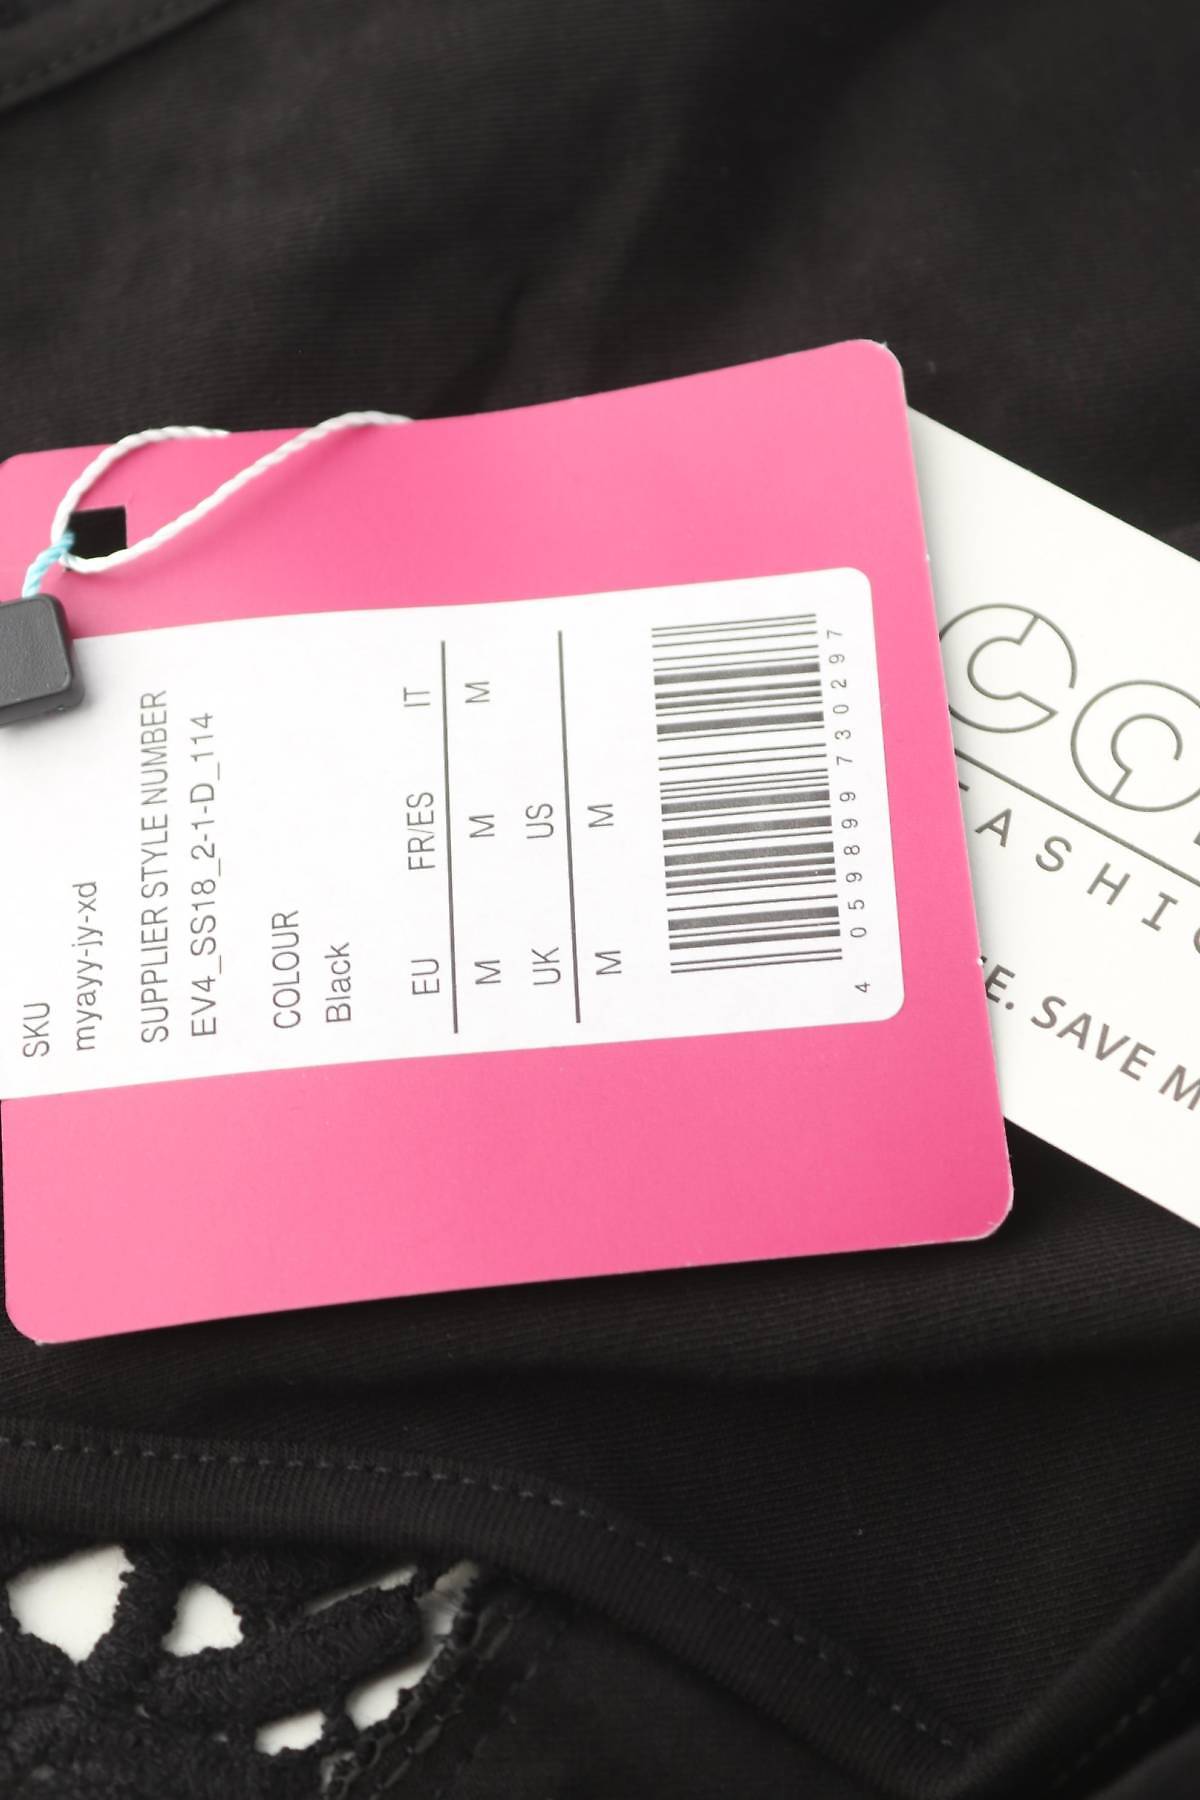 SKU
myayy-jy-xd
SUPPLIER STYLE NUMBER
EV4_SS18_2-1-D_114
COLOUR
Black
EU FR/ES IT
M M M
UK US
M M
4 059899 730297
E. SAVE